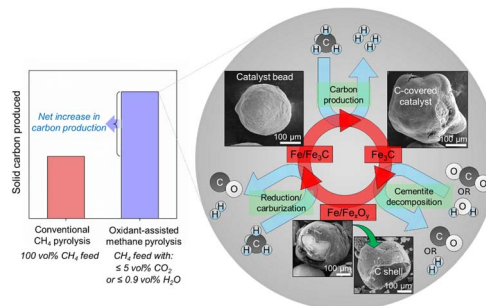 Solid carbon produced
Net increase in
carbon production
Conventional
CH₄ pyrolysis
100 vol% CH₄ feed
Oxidant-assisted
methane pyrolysis
CH₄ feed with:
≤ 5 vol% CO₂
or ≤ 0.9 vol% H₂O
H
H
C
H
H
H
H
H
H
Catalyst bead
100 µm
Carbon
production
C-covered
catalyst
100 µm
Fe/Fe₃C
Fe₃C
Reduction/
carburization
Cementite
decomposition
Fe/FeₓOᵧ
C
O
H
H
H
C
H
H
C
O
OR
O
H
H
OR
C
O
H
H
100 µm
C shell
100 µm